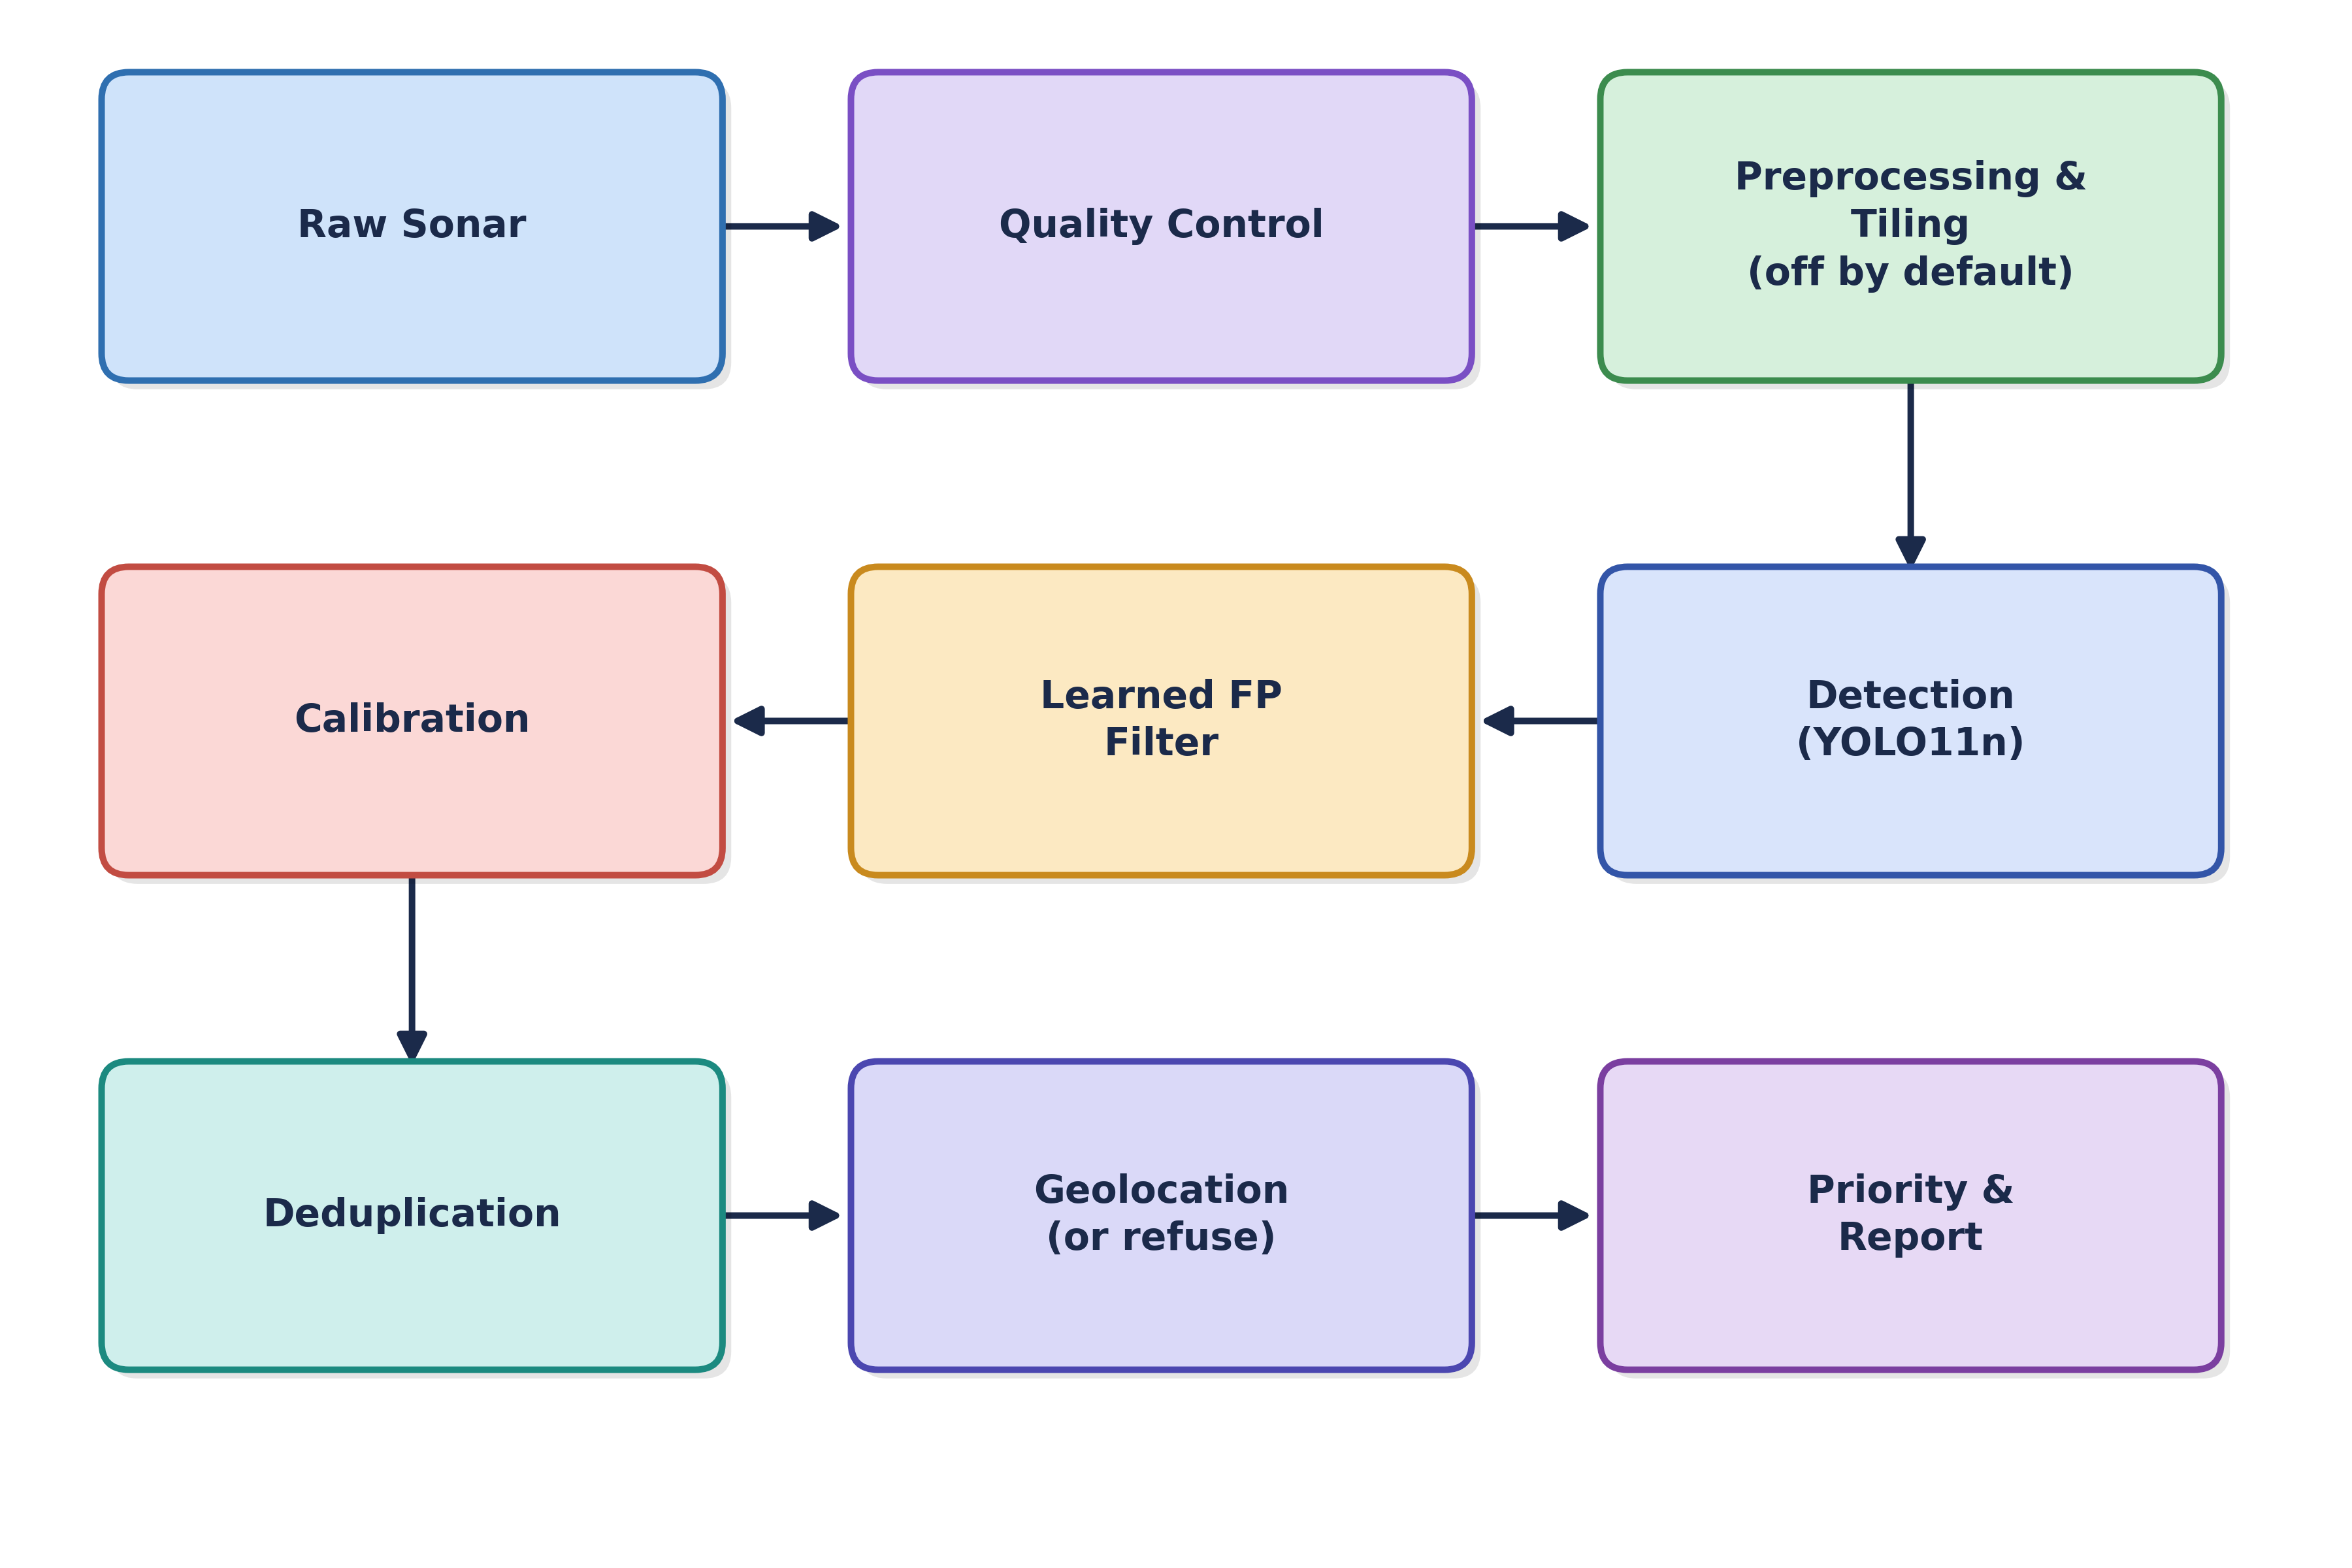 Raw Sonar
Quality Control
Preprocessing &
Tiling
(off by default)
Calibration
Learned FP
Filter
Detection
(YOLO11n)
Deduplication
Geolocation
(or refuse)
Priority &
Report